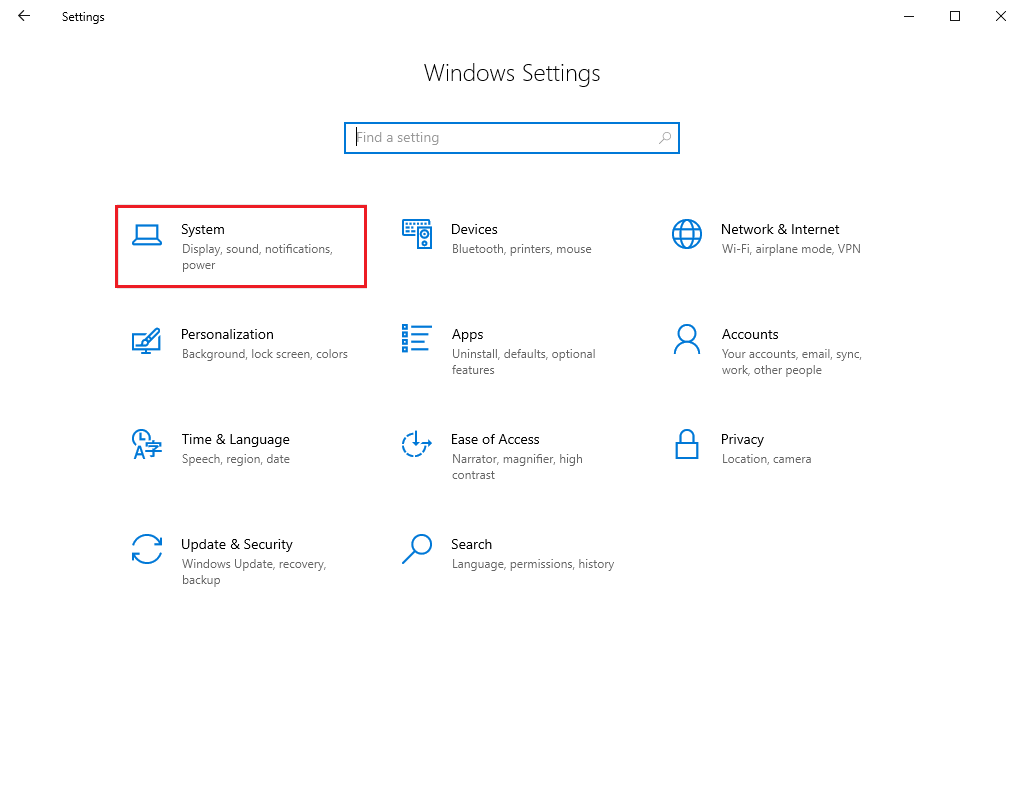 Settings
Windows Settings
Find a setting
System
Display, sound, notifications,
power
Devices
Bluetooth, printers, mouse
Network & Internet
Wi-Fi, airplane mode, VPN
Personalization
Background, lock screen, colors
Apps
Uninstall, defaults, optional
features
Accounts
Your accounts, email, sync,
work, other people
Time & Language
Speech, region, date
Ease of Access
Narrator, magnifier, high
contrast
Privacy
Location, camera
Update & Security
Windows Update, recovery,
backup
Search
Language, permissions, history